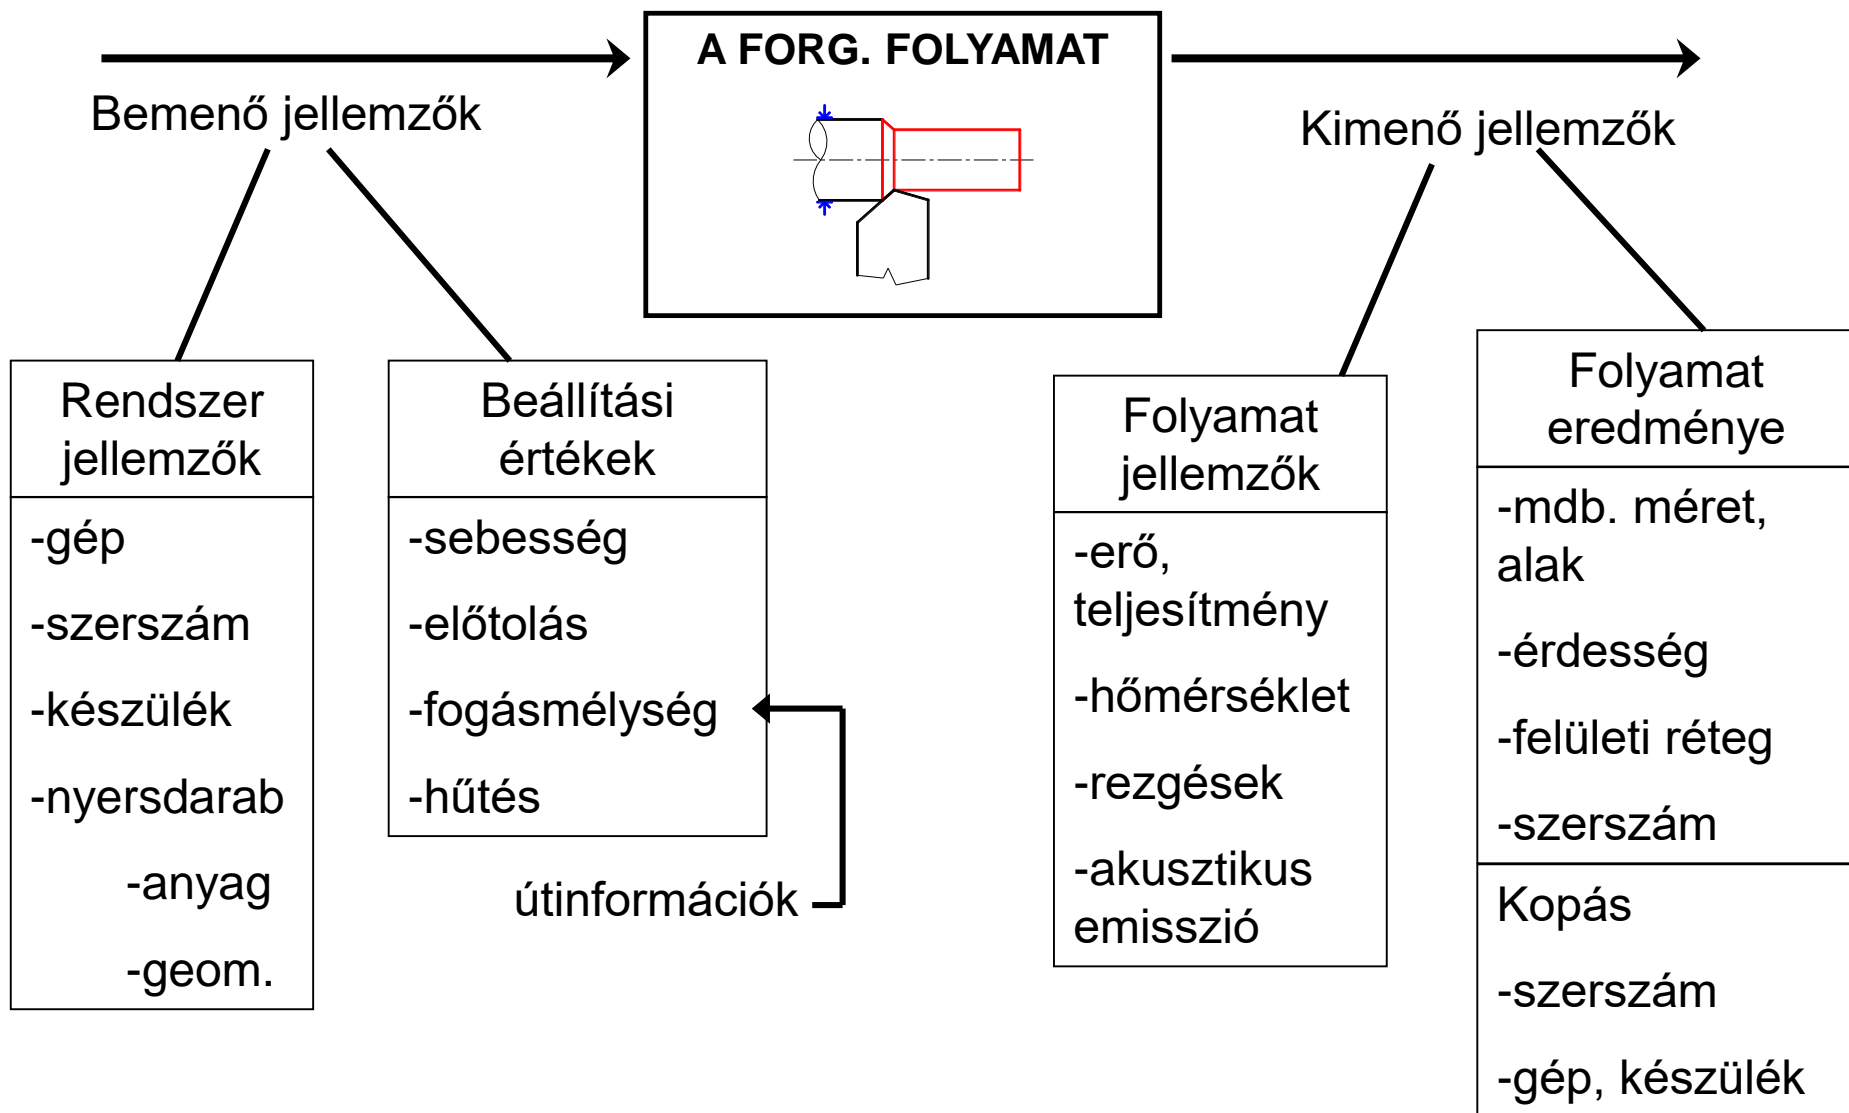 A FORG. FOLYAMAT
Bemenő jellemzők
Kimenő jellemzők
Rendszer
jellemzők
-gép
-szerszám
-készülék
-nyersdarab
-anyag
-geom.
Beállítási
értékek
-sebesség
-előtolás
-fogásmélység
-hűtés
útinformációk
Folyamat
jellemzők
-erő,
teljesítmény
-hőmérséklet
-rezgések
-akusztikus
emisszió
Folyamat
eredménye
-mdb. méret,
alak
-érdesség
-felületi réteg
-szerszám
Kopás
-szerszám
-gép, készülék